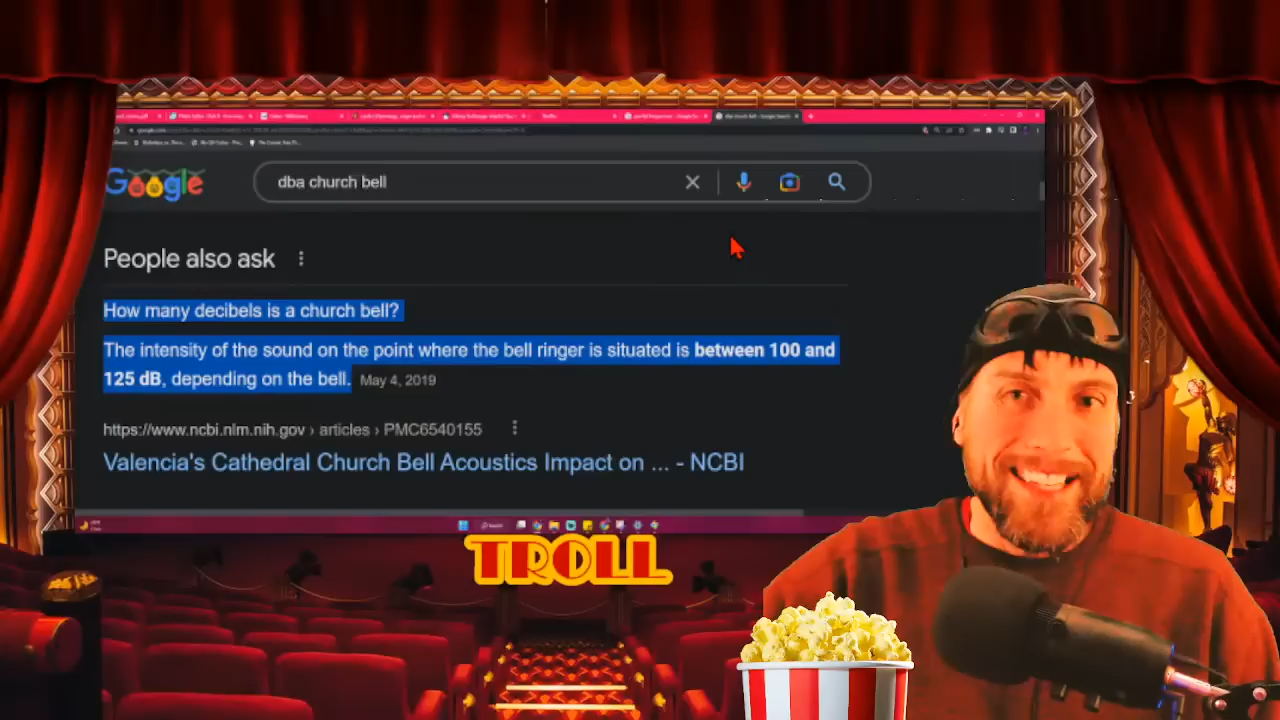 Google
dba church bell
People also ask
How many decibels is a church bell?
The intensity of the sound on the point where the bell ringer is situated is between 100 and
125 dB, depending on the bell. May 4, 2019
https://www.ncbi.nlm.nih.gov › articles › PMC6540155
Valencia's Cathedral Church Bell Acoustics Impact on ... - NCBI
TROLL